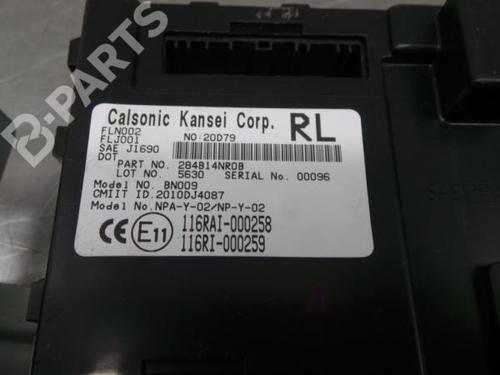 B-PARTS
Calsonic Kansei Corp. RL
FLN002 NO:20D79
FLJ001
SAE J1690
DOT
PART NO. 284B14NR0B
LOT NO. 5630 SERIAL No. 00096
Model No. BN009
CMIIT ID.2010DJ4087
Model No.NPA-Y-02/NP-Y-02
CE E11 116RAI-000258
116RI-000259